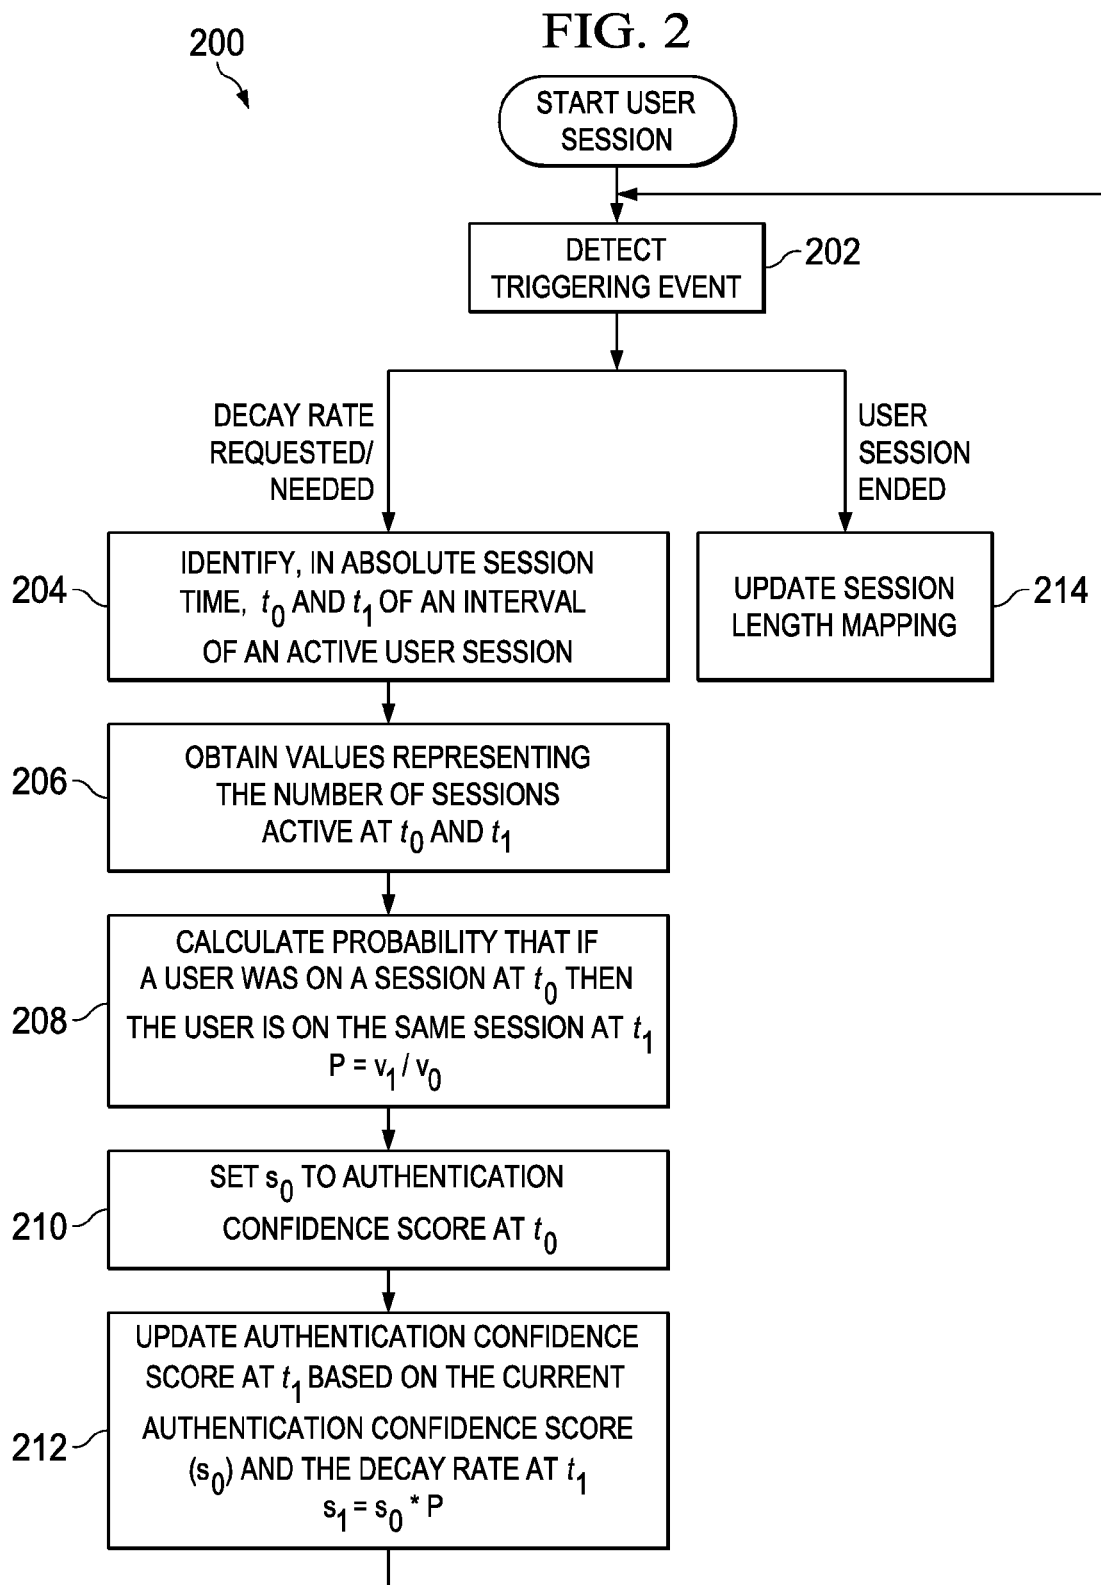 FIG. 2
200
START USER
SESSION
DETECT
TRIGGERING EVENT
202
DECAY RATE
REQUESTED/
NEEDED
USER
SESSION
ENDED
204
IDENTIFY, IN ABSOLUTE SESSION
TIME, t0 AND t1 OF AN INTERVAL
OF AN ACTIVE USER SESSION
UPDATE SESSION
LENGTH MAPPING
214
206
OBTAIN VALUES REPRESENTING
THE NUMBER OF SESSIONS
ACTIVE AT t0 AND t1
208
CALCULATE PROBABILITY THAT IF
A USER WAS ON A SESSION AT t0 THEN
THE USER IS ON THE SAME SESSION AT t1
P = v1 / v0
210
SET s0 TO AUTHENTICATION
CONFIDENCE SCORE AT t0
212
UPDATE AUTHENTICATION CONFIDENCE
SCORE AT t1 BASED ON THE CURRENT
AUTHENTICATION CONFIDENCE SCORE
(s0) AND THE DECAY RATE AT t1
s1 = s0 * P